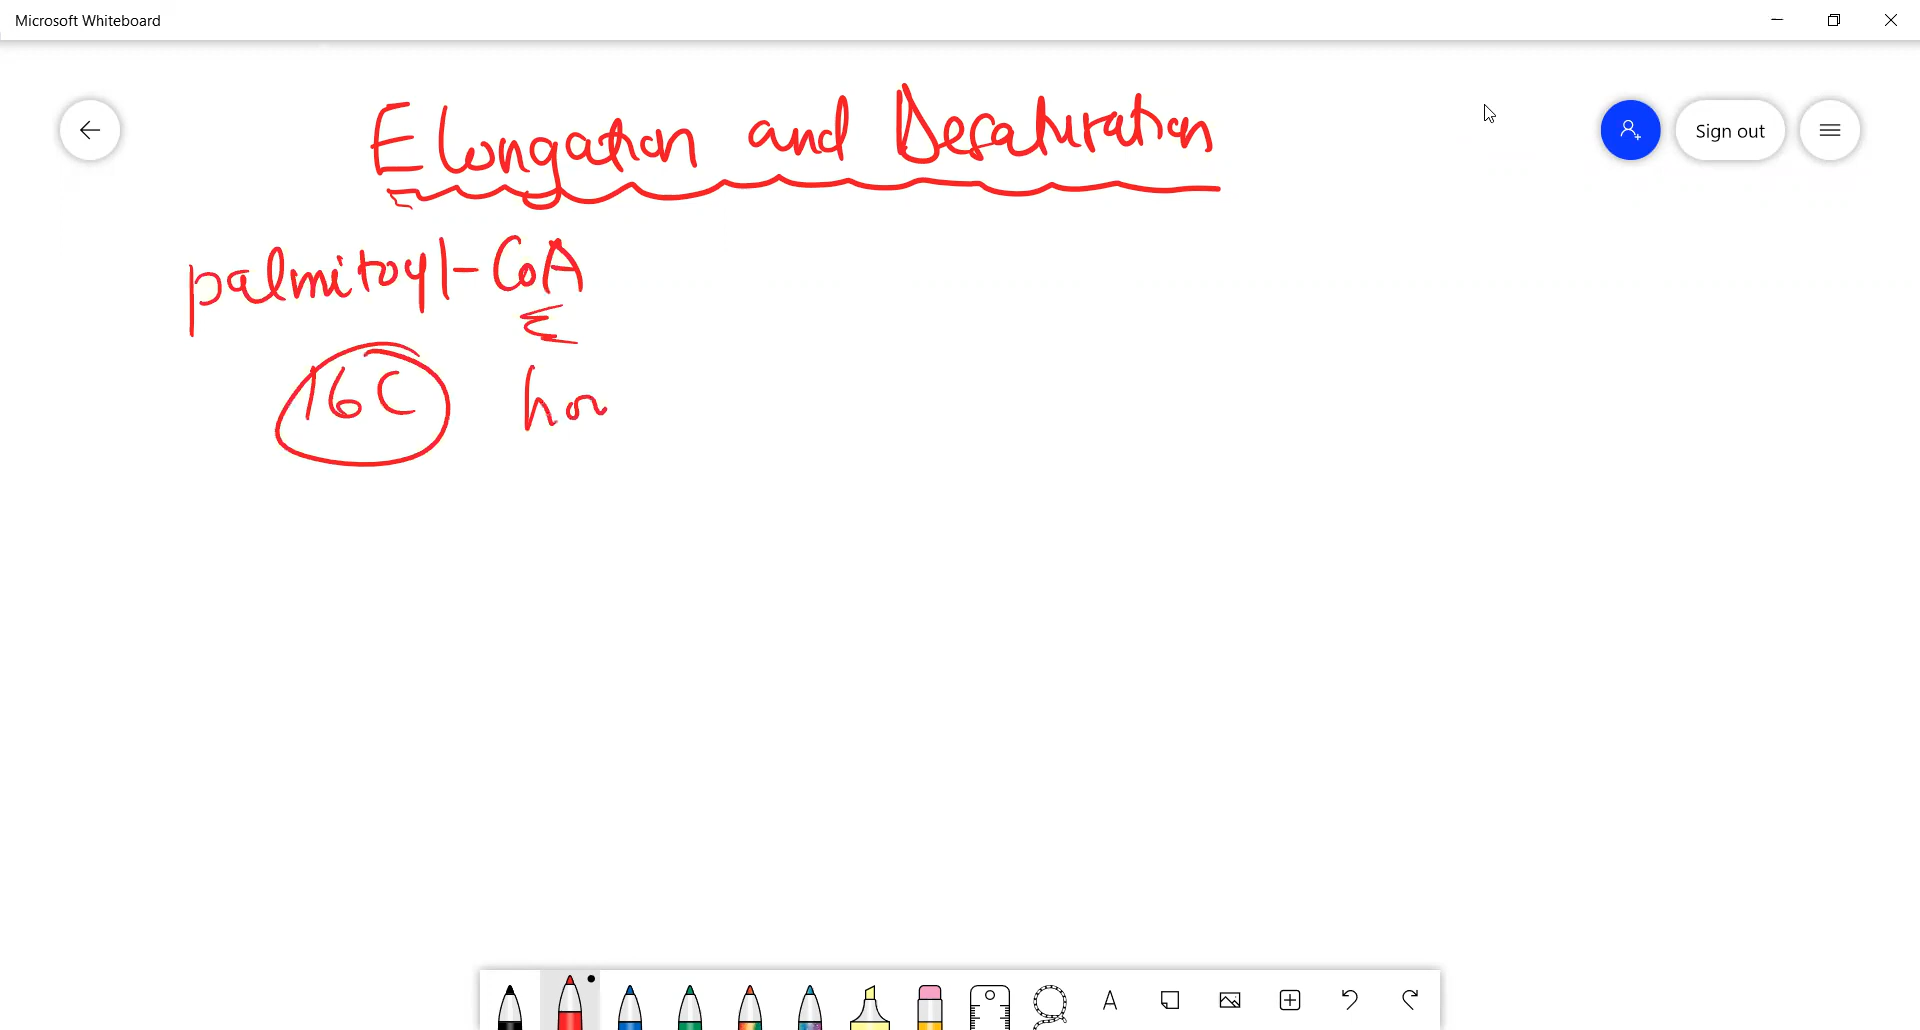 Microsoft Whiteboard
Sign out
Elongation and Desaturation
palmitoyl-CoA
16C
A